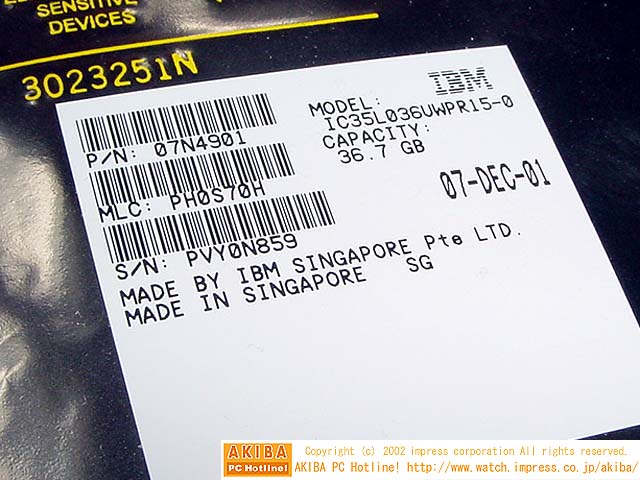 SENSITIVE
DEVICES
3023251N
IBM
MODEL:
IC35L036UWPR15-0
CAPACITY:
36.7 GB
P/N: 07N4901
MLC: PH0S70H
S/N: PVY0N859
07-DEC-01
MADE BY IBM SINGAPORE Pte LTD.
MADE IN SINGAPORE SG
AKIBA
PC Hotline!
Copyright (c) 2002 impress corporation All rights reserved.
AKIBA PC Hotline! http://www.watch.impress.co.jp/akiba/